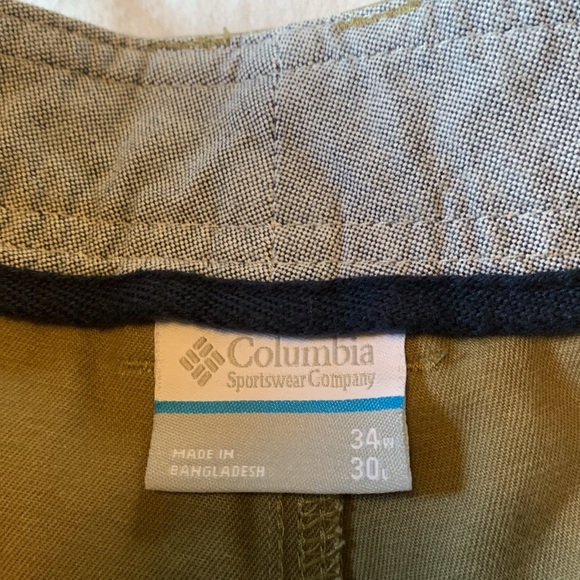 Columbia
Sportswear Company
34W
MADE IN
BANGLADESH
30L